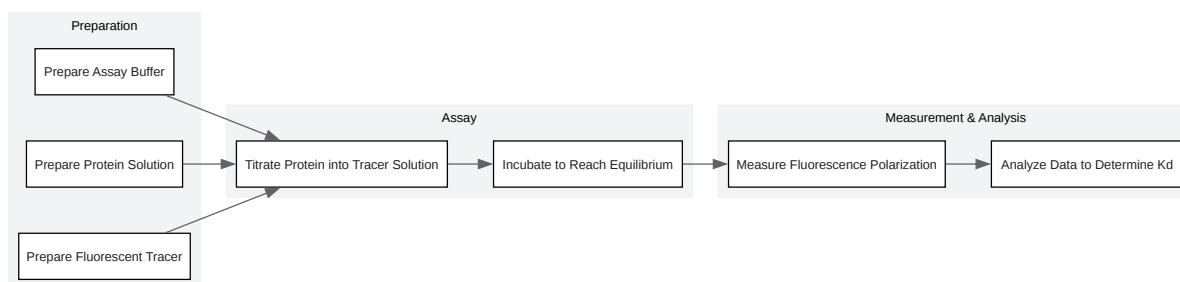 Preparation
Prepare Assay Buffer
Prepare Protein Solution
Prepare Fluorescent Tracer
Assay
Titrate Protein into Tracer Solution
Incubate to Reach Equilibrium
Measurement & Analysis
Measure Fluorescence Polarization
Analyze Data to Determine Kd